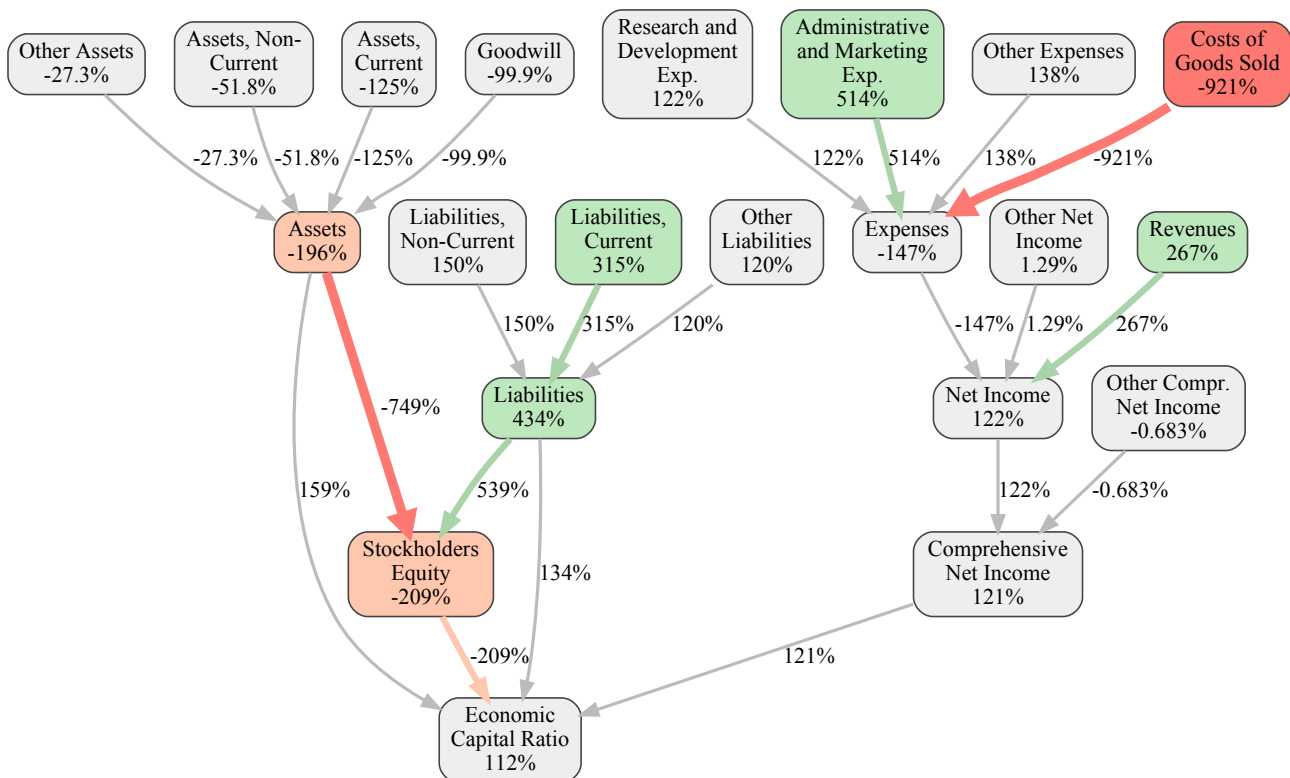 Other Assets
-27.3%
Assets, Non-
Current
-51.8%
Assets,
Current
-125%
Goodwill
-99.9%
Research and
Development
Exp.
122%
Administrative
and Marketing
Exp.
514%
Other Expenses
138%
Costs of
Goods Sold
-921%
-27.3%
-51.8%
-125%
-99.9%
122%
514%
138%
-921%
Assets
-196%
Liabilities,
Non-Current
150%
Liabilities,
Current
315%
Other
Liabilities
120%
Expenses
-147%
Other Net
Income
1.29%
Revenues
267%
150%
315%
120%
-147%
1.29%
267%
-749%
Liabilities
434%
Net Income
122%
Other Compr.
Net Income
-0.683%
159%
539%
122%
-0.683%
Stockholders
Equity
-209%
134%
Comprehensive
Net Income
121%
-209%
121%
Economic
Capital Ratio
112%